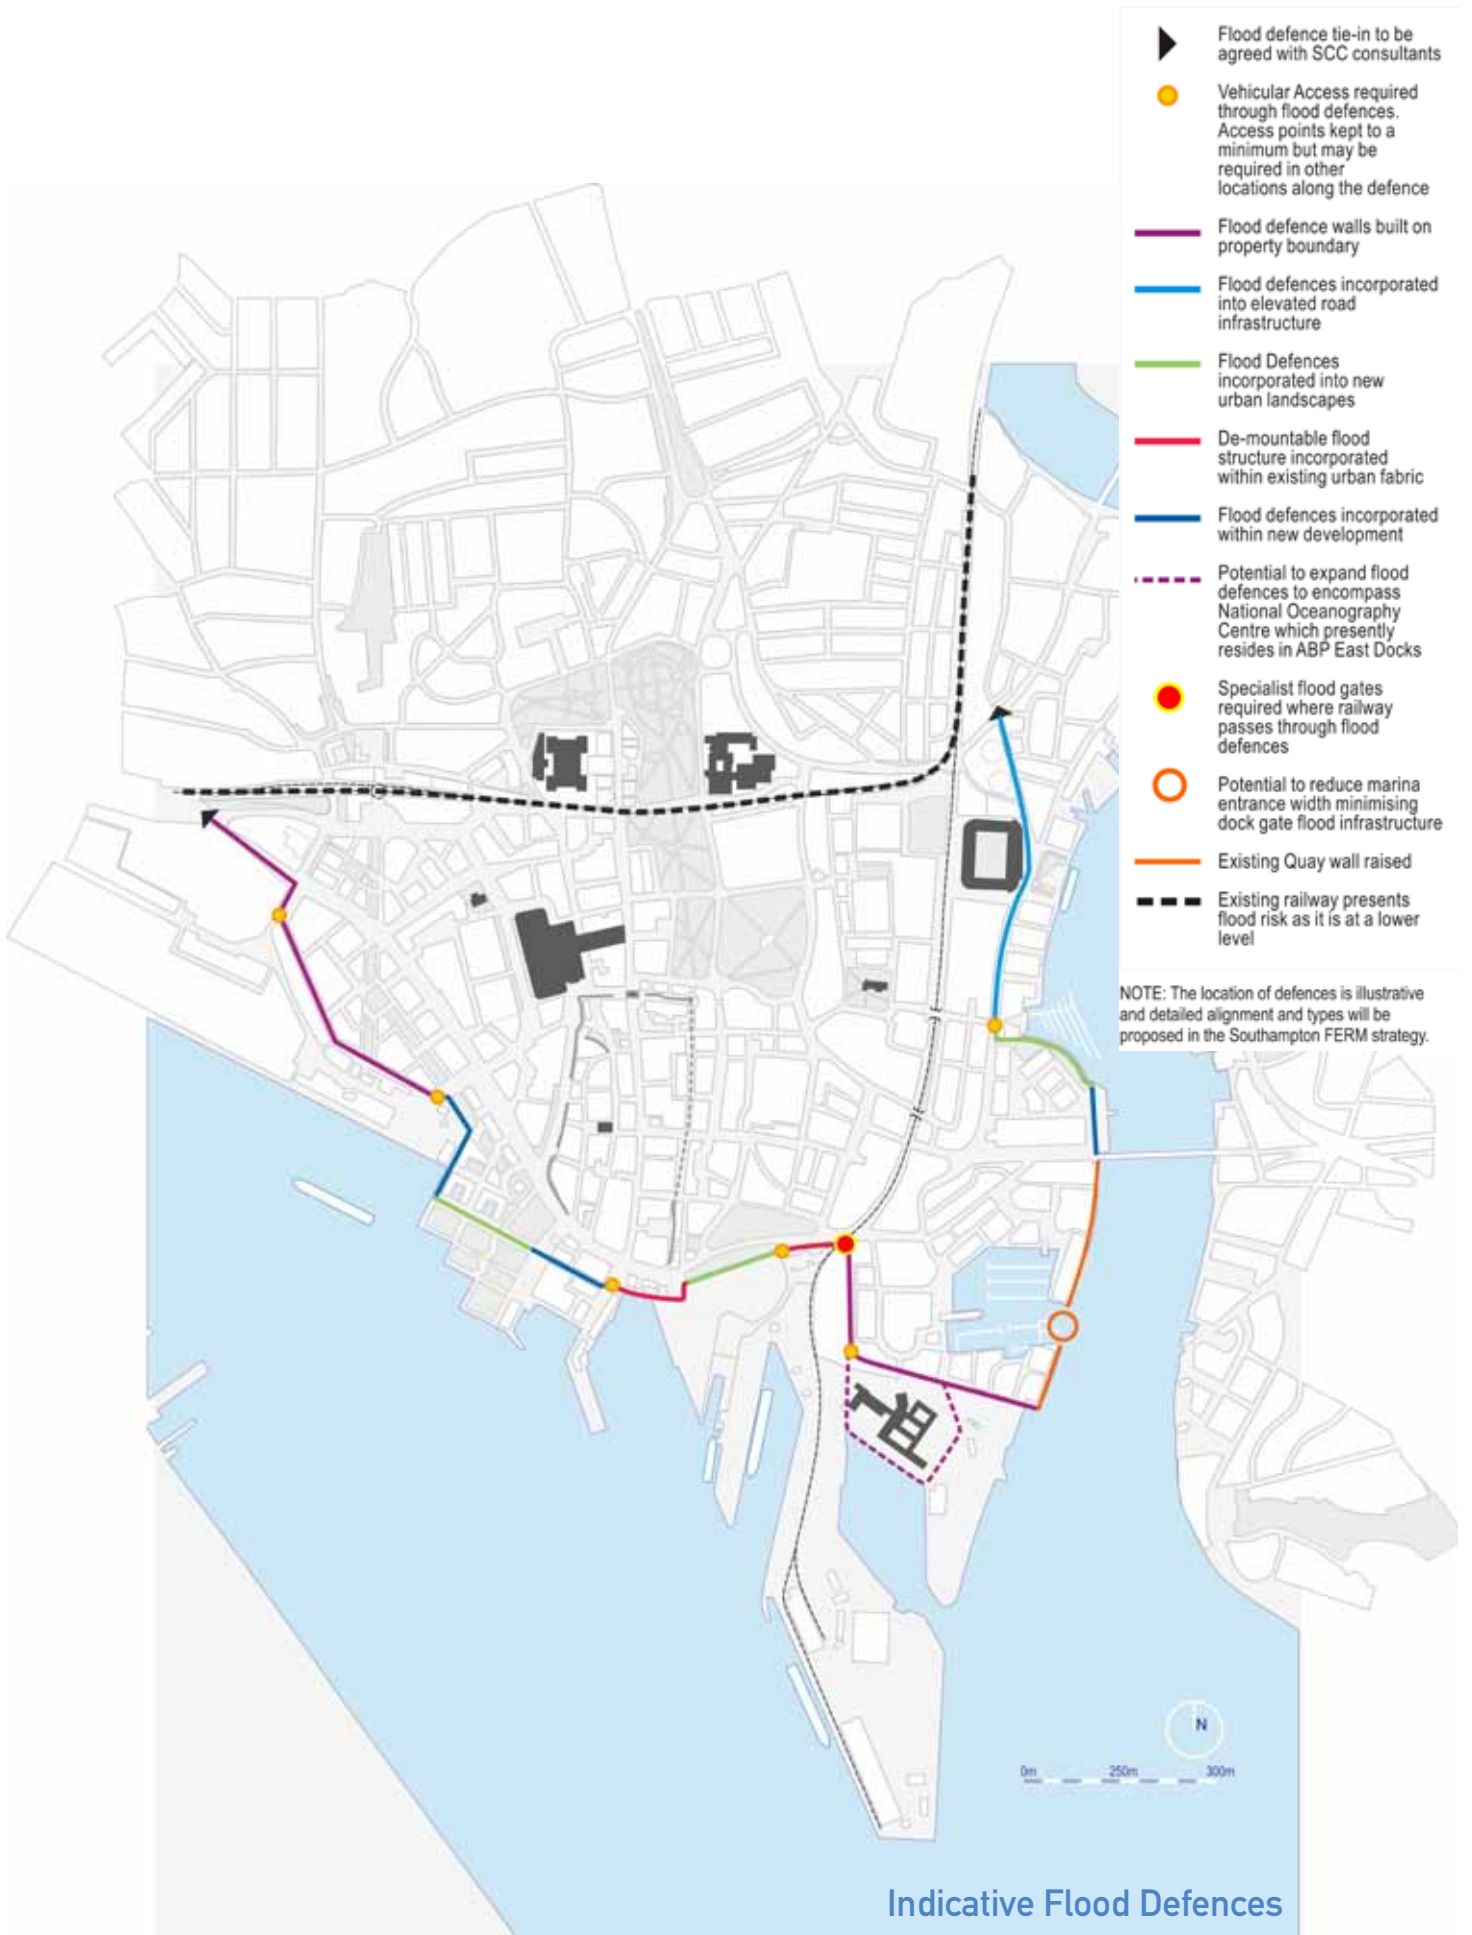 Flood defence tie-in to be
agreed with SCC consultants
Vehicular Access required
through flood defences.
Access points kept to a
minimum but may be
required in other
locations along the defence
Flood defence walls built on
property boundary
Flood defences incorporated
into elevated road
infrastructure
Flood Defences
incorporated into new
urban landscapes
De-mountable flood
structure incorporated
within existing urban fabric
Flood defences incorporated
within new development
Potential to expand flood
defences to encompass
National Oceanography
Centre which presently
resides in ABP East Docks
Specialist flood gates
required where railway
passes through flood
defences
Potential to reduce marina
entrance width minimising
dock gate flood infrastructure
Existing Quay wall raised
Existing railway presents
flood risk as it is at a lower
level
NOTE: The location of defences is illustrative
and detailed alignment and types will be
proposed in the Southampton FERM strategy.
N
0m 250m 300m
Indicative Flood Defences